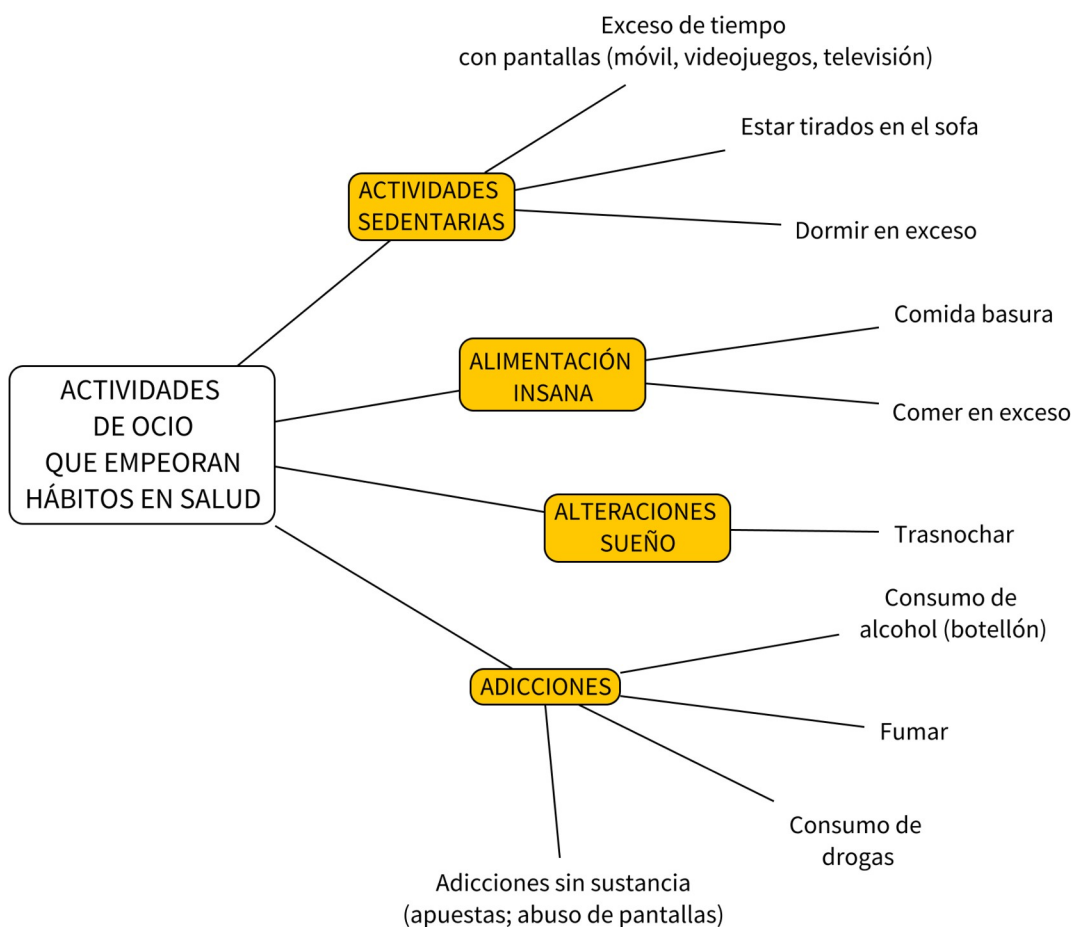 Exceso de tiempo
con pantallas (móvil, videojuegos, televisión)
Estar tirados en el sofa
ACTIVIDADES
SEDENTARIAS
Dormir en exceso
Comida basura
ALIMENTACIÓN
INSANA
Comer en exceso
ACTIVIDADES
DE OCIO
QUE EMPEORAN
HÁBITOS EN SALUD
ALTERACIONES
SUEÑO
Trasnochar
Consumo de
alcohol (botellón)
ADICCIONES
Fumar
Consumo de
drogas
Adicciones sin sustancia
(apuestas; abuso de pantallas)